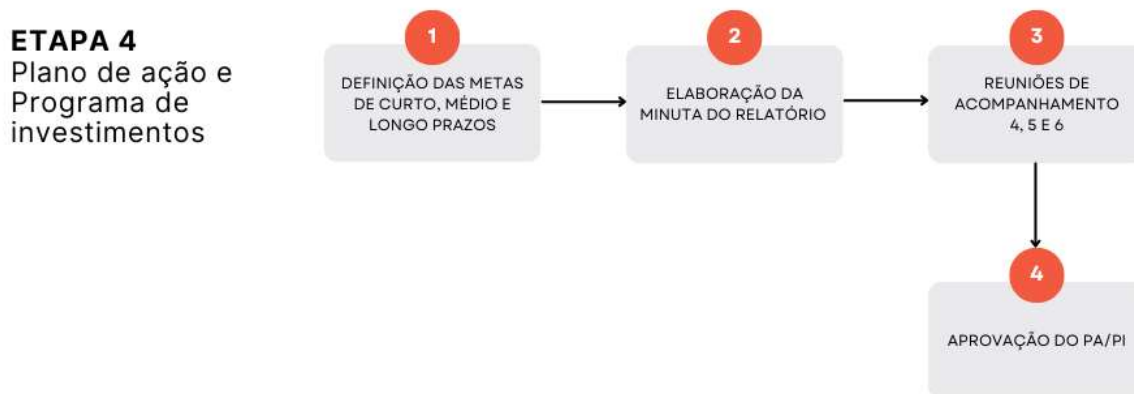 ETAPA 4
Plano de ação e
Programa de
investimentos
1
DEFINIÇÃO DAS METAS
DE CURTO, MÉDIO E
LONGO PRAZOS
2
ELABORAÇÃO DA
MINUTA DO RELATÓRIO
3
REUNIÕES DE
ACOMPANHAMENTO
4, 5 E 6
4
APROVAÇÃO DO PA/PI